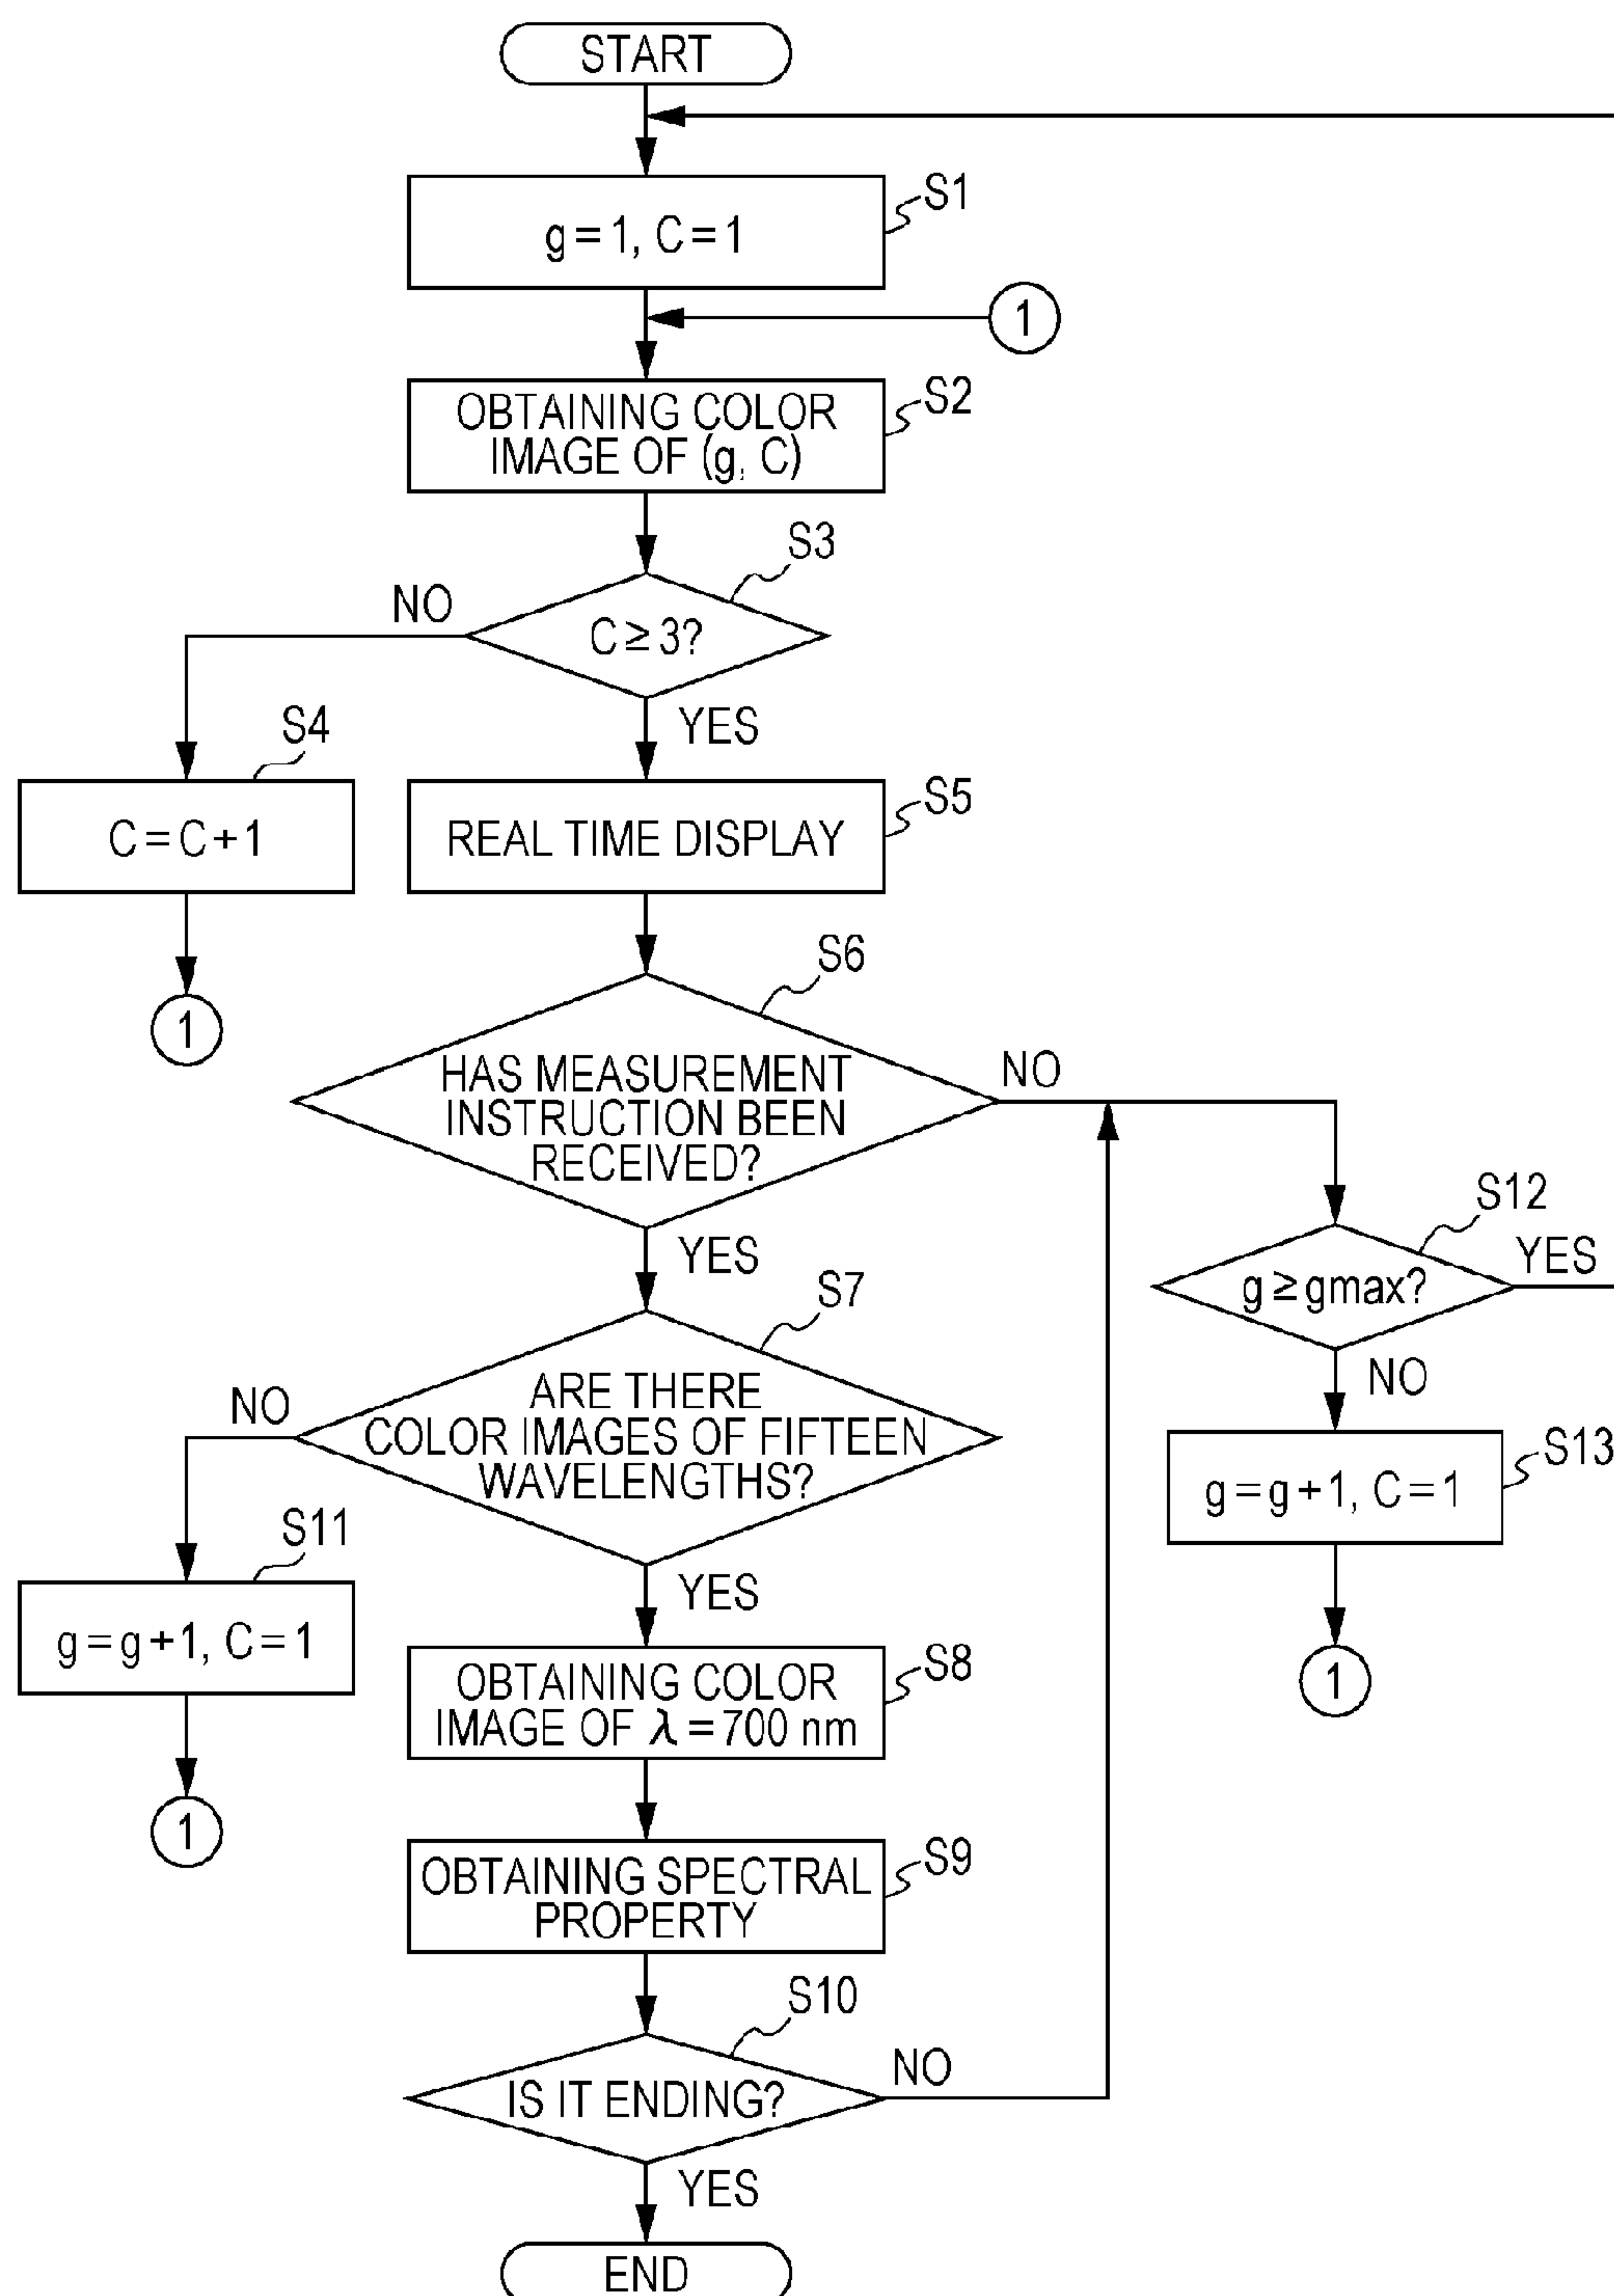 START
S1
g=1, C=1
1
S2
OBTAINING COLOR
IMAGE OF (g, C)
S3
NO
C≥3?
YES
S4
C=C+1
1
S5
REAL TIME DISPLAY
S6
HAS MEASUREMENT
INSTRUCTION BEEN
RECEIVED?
NO
YES
S12
g≥gmax?
YES
NO
S13
g=g+1, C=1
1
S7
ARE THERE
COLOR IMAGES OF FIFTEEN
WAVELENGTHS?
NO
YES
S11
g=g+1, C=1
1
S8
OBTAINING COLOR
IMAGE OF λ=700 nm
S9
OBTAINING SPECTRAL
PROPERTY
S10
IS IT ENDING?
NO
YES
END